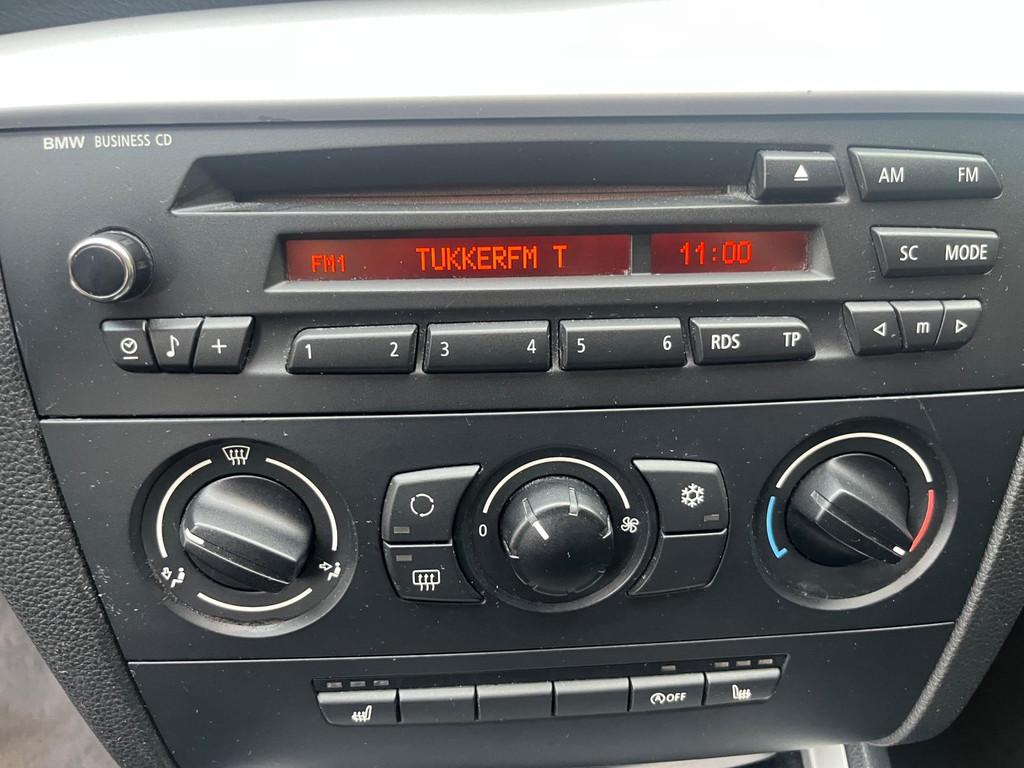 BMW BUSINESS CD
AM FM
FM1 TUKKERFM T 11:00
SC MODE
1 2 3 4 5 6 RDS TP m
+
0
OFF